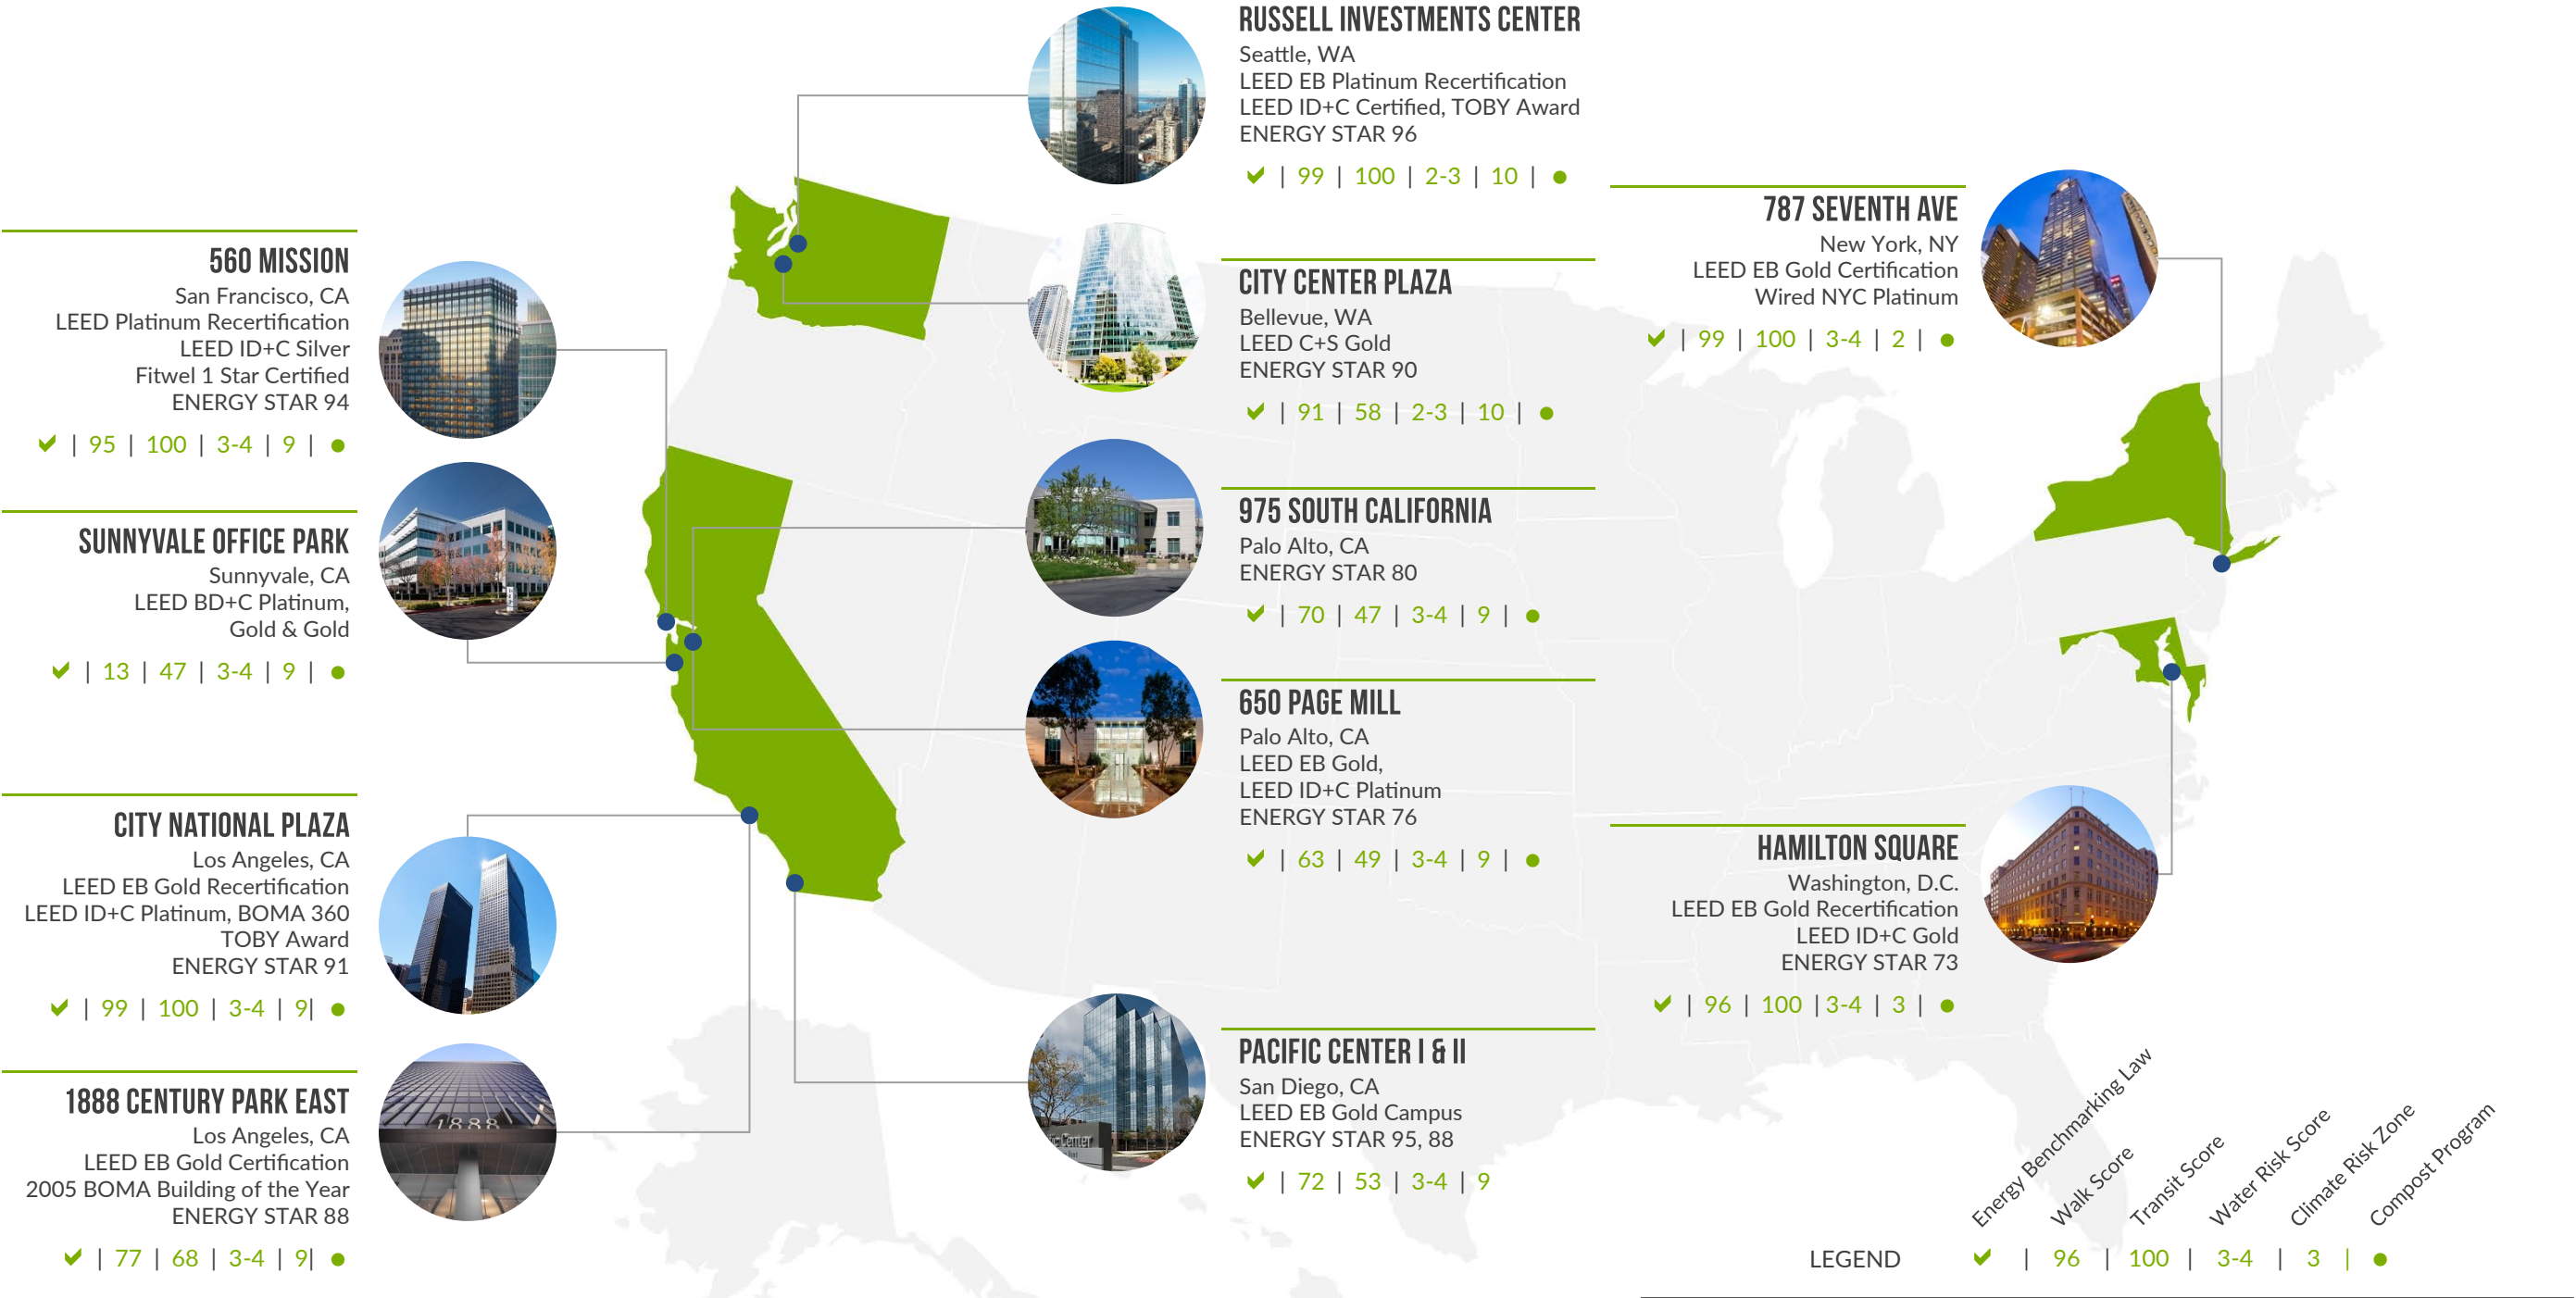 RUSSELL INVESTMENTS CENTER
Seattle, WA
LEED EB Platinum Recertification
LEED ID+C Certified, TOBY Award
ENERGY STAR 96
✔ | 99 | 100 | 2-3 | 10 | ●
560 MISSION
San Francisco, CA
LEED Platinum Recertification
LEED ID+C Silver
Fitwel 1 Star Certified
ENERGY STAR 94
✔ | 95 | 100 | 3-4 | 9 | ●
SUNNYVALE OFFICE PARK
Sunnyvale, CA
LEED BD+C Platinum,
Gold & Gold
✔ | 13 | 47 | 3-4 | 9 | ●
CITY NATIONAL PLAZA
Los Angeles, CA
LEED EB Gold Recertification
LEED ID+C Platinum, BOMA 360
TOBY Award
ENERGY STAR 91
✔ | 99 | 100 | 3-4 | 9| ●
1888 CENTURY PARK EAST
Los Angeles, CA
LEED EB Gold Certification
2005 BOMA Building of the Year
ENERGY STAR 88
✔ | 77 | 68 | 3-4 | 9| ●
1888
CITY CENTER PLAZA
Bellevue, WA
LEED C+S Gold
ENERGY STAR 90
✔ | 91 | 58 | 2-3 | 10 | ●
975 SOUTH CALIFORNIA
Palo Alto, CA
ENERGY STAR 80
✔ | 70 | 47 | 3-4 | 9 | ●
650 PAGE MILL
Palo Alto, CA
LEED EB Gold,
LEED ID+C Platinum
ENERGY STAR 76
✔ | 63 | 49 | 3-4 | 9 | ●
PACIFIC CENTER I & II
San Diego, CA
LEED EB Gold Campus
ENERGY STAR 95, 88
✔ | 72 | 53 | 3-4 | 9
Center
787 SEVENTH AVE
New York, NY
LEED EB Gold Certification
Wired NYC Platinum
✔ | 99 | 100 | 3-4 | 2 | ●
HAMILTON SQUARE
Washington, D.C.
LEED EB Gold Recertification
LEED ID+C Gold
ENERGY STAR 73
✔ | 96 | 100 | 3-4 | 3 | ●
Energy Benchmarking Law
Walk Score
Transit Score
Water Risk Score
Climate Risk Zone
Compost Program
LEGEND ✔ | 96 | 100 | 3-4 | 3 | ●